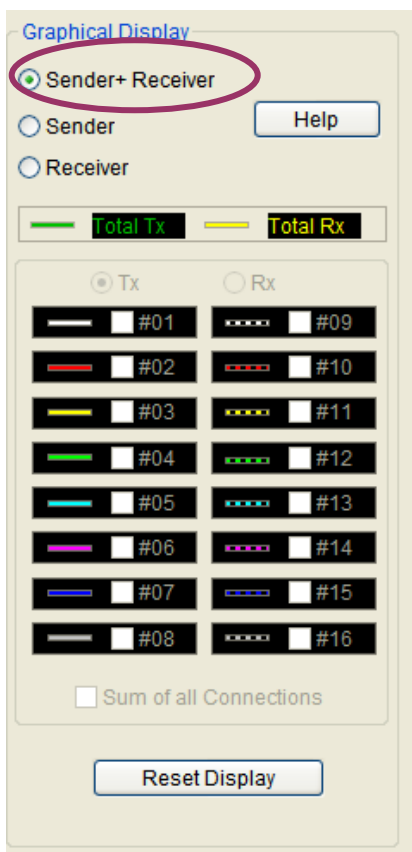 Graphical Display
Sender+ Receiver
Sender
Help
Receiver
Total Tx Total Rx
Tx Rx
#01 #09
#02 #10
#03 #11
#04 #12
#05 #13
#06 #14
#07 #15
#08 #16
Sum of all Connections
Reset Display